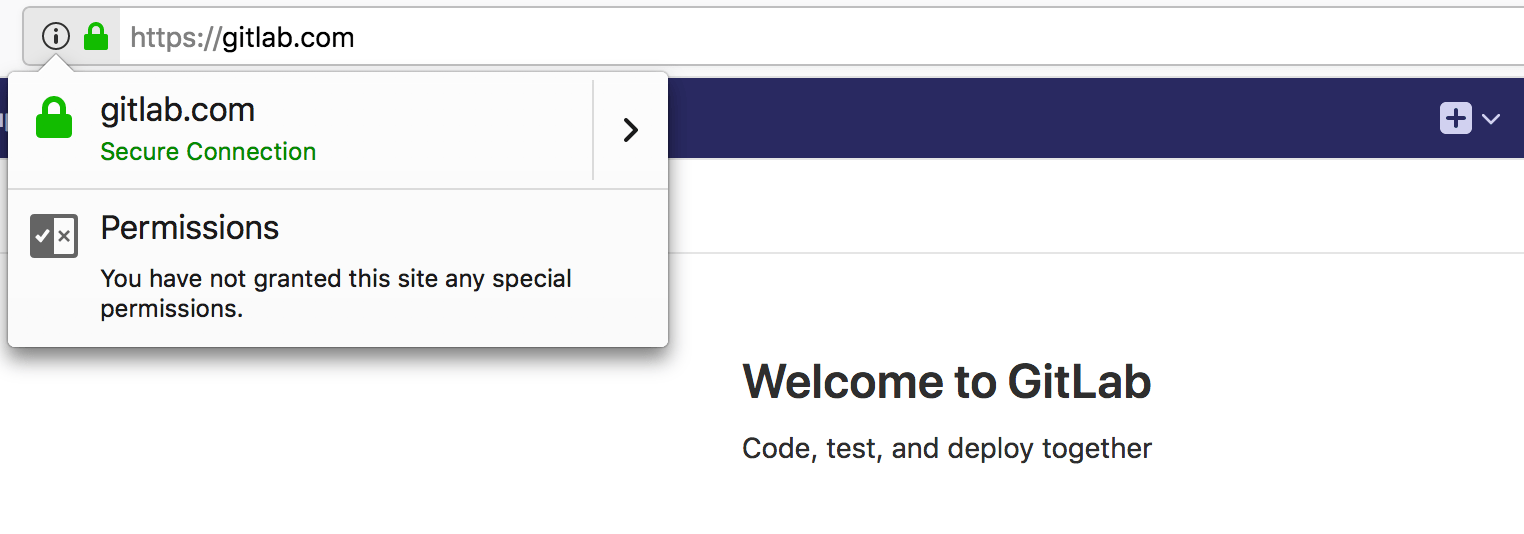 https://gitlab.com
gitlab.com
Secure Connection
Permissions
You have not granted this site any special
permissions.
Welcome to GitLab
Code, test, and deploy together